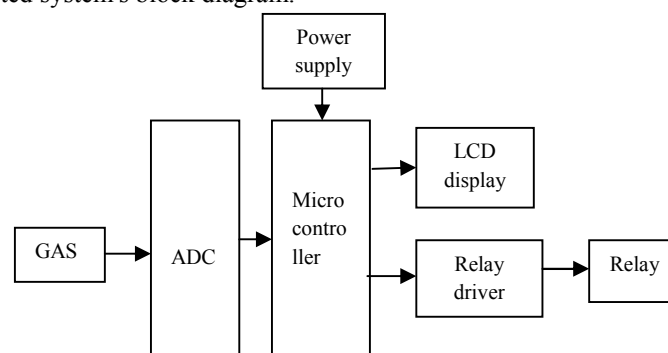 ted system's block diagram.
Power
supply
LCD
display
Micro
contro
ller
GAS
ADC
Relay
driver
Relay